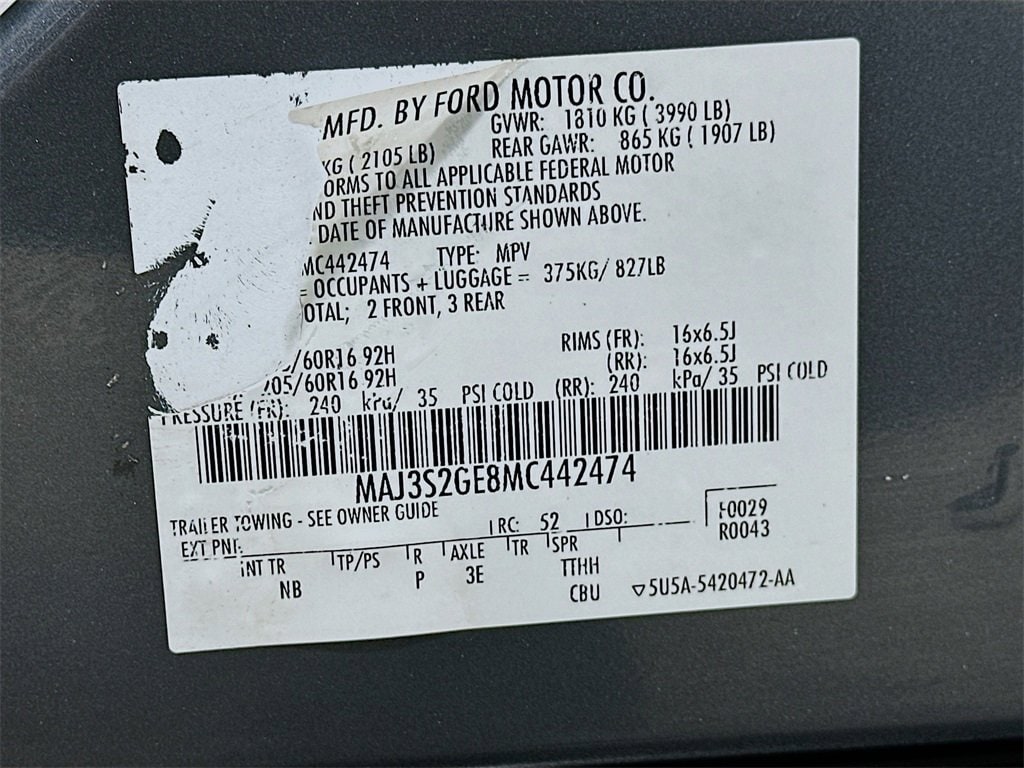 MFD. BY FORD MOTOR CO.
GVWR: 1810 KG ( 3990 LB)
KG ( 2105 LB) REAR GAWR: 865 KG ( 1907 LB)
ORMS TO ALL APPLICABLE FEDERAL MOTOR
ND THEFT PREVENTION STANDARDS
DATE OF MANUFACTURE SHOWN ABOVE.
MC442474 TYPE: MPV
= OCCUPANTS + LUGGAGE = 375KG/ 827LB
OTAL; 2 FRONT, 3 REAR
/60R16 92H RIMS (FR): 16x6.5J
05/60R16 92H (RR): 16x6.5J
PRESSURE (FR): 240 kPa/ 35 PSI COLD (RR): 240 kPa/ 35 PSI COLD
MAJ3S2GE8MC442474
TRAILER TOWING - SEE OWNER GUIDE
EXT PNT: RC: 52 DSO: F0029
R0043
INT TR TP/PS R AXLE TR SPR
NB P 3E TTHH
CBU ▽5U5A-5420472-AA